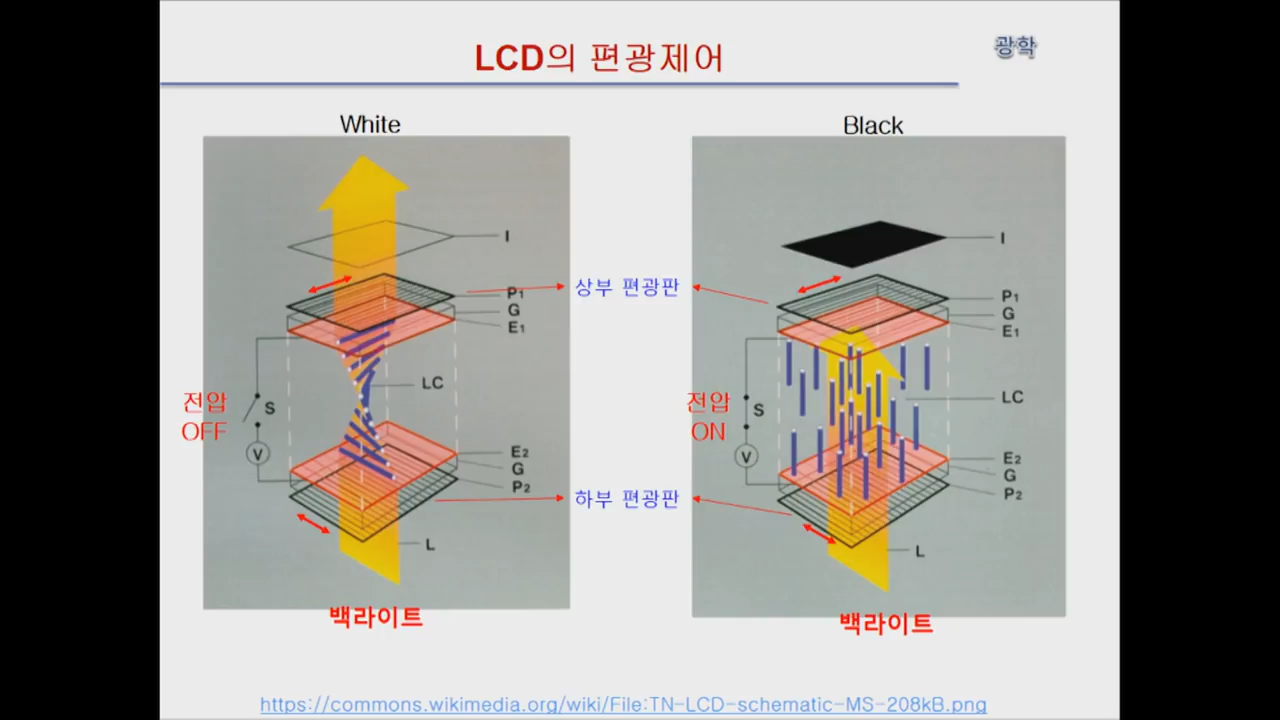 LCD의 편광제어
광학
White
Black
I
P1
G
E1
LC
E2
G
P2
L
S
V
전압
OFF
백라이트
상부 편광판
하부 편광판
I
P1
G
E1
LC
E2
G
P2
L
S
V
전압
ON
백라이트
https://commons.wikimedia.org/wiki/File:TN-LCD-schematic-MS-208kB.png